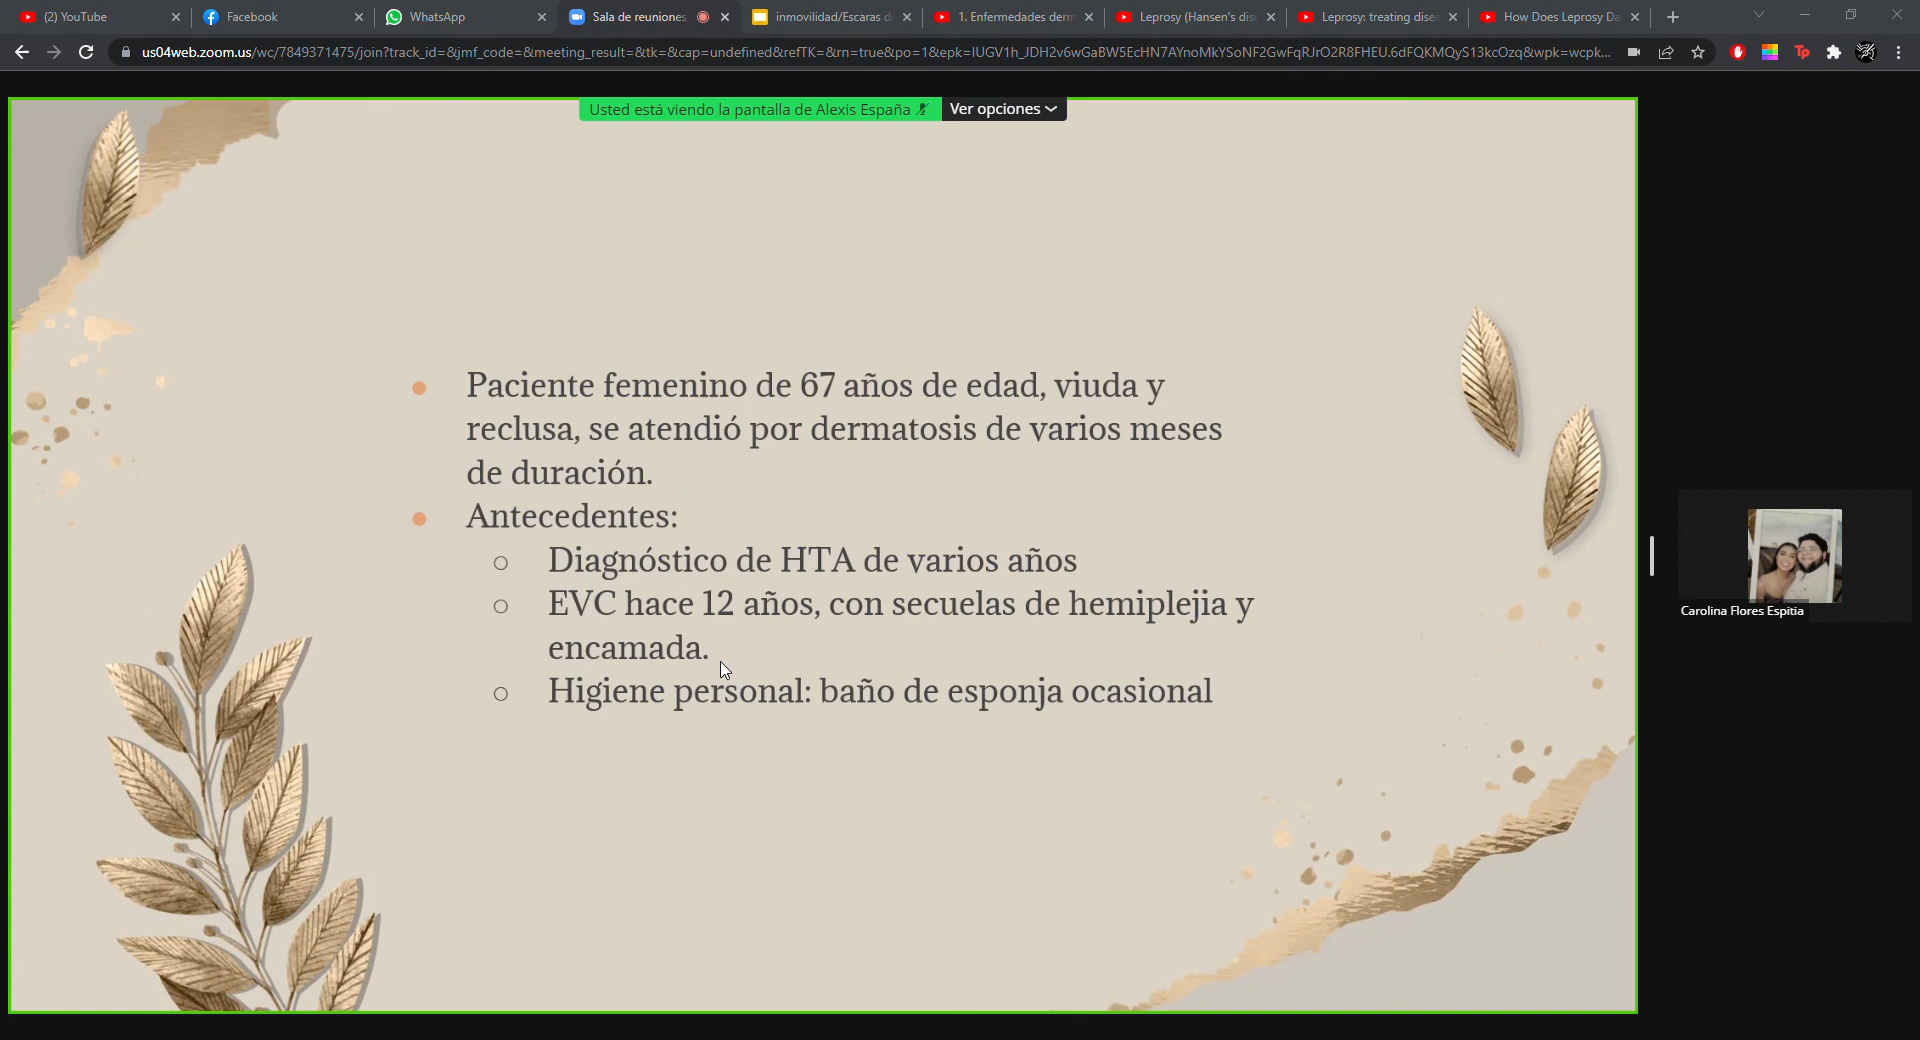 (2) YouTube
Facebook
WhatsApp
Sala de reuniones
inmovilidad/Escaras d
1. Enfermedades derm
Leprosy (Hansen's dis
Leprosy: treating disea
How Does Leprosy Da
us04web.zoom.us/wc/7849371475/join?track_id=&jmf_code=&meeting_result=&tk=&cap=undefined&refTK=&rn=true&po=1&epk=IUGV1h_JDH2v6wGaBW5EcHN7AYnoMkYSoNF2GwFqRJrO2R8FHEU.6dFQKMQyS13kcOzq&wpk=wcpk...
Tp
Usted está viendo la pantalla de Alexis España
Ver opciones
Paciente femenino de 67 años de edad, viuda y
reclusa, se atendió por dermatosis de varios meses
de duración.
Antecedentes:
Diagnóstico de HTA de varios años
EVC hace 12 años, con secuelas de hemiplejia y
encamada.
Higiene personal: baño de esponja ocasional
Carolina Flores Espitia